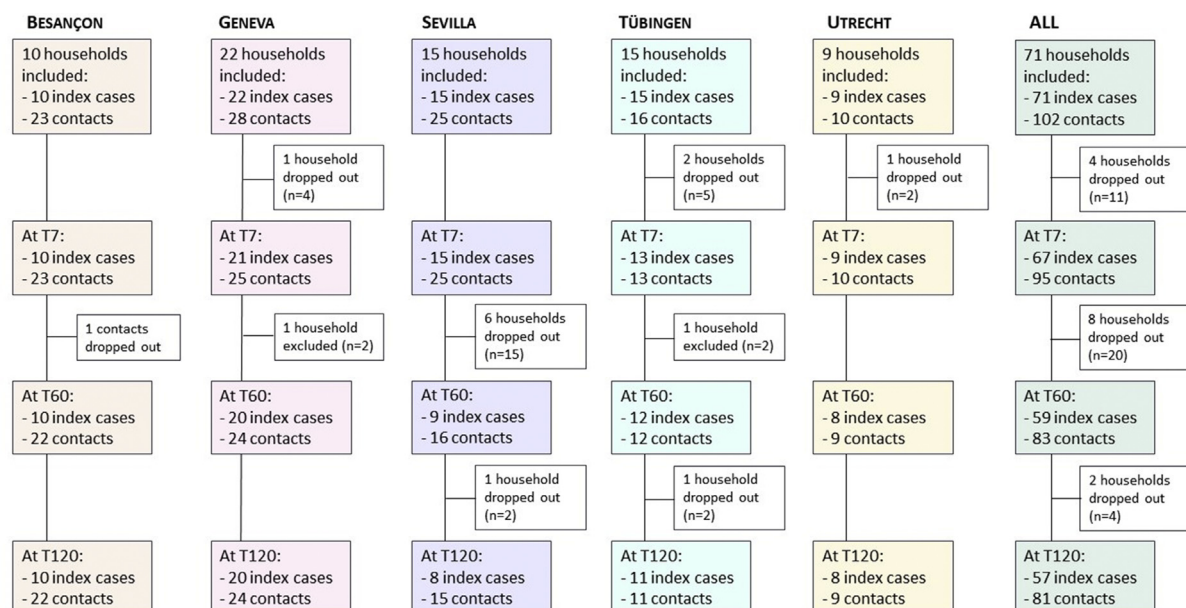 BESANÇON
10 households
included:
- 10 index cases
- 23 contacts
At T7:
- 10 index cases
- 23 contacts
1 contacts
dropped out
At T60:
- 10 index cases
- 22 contacts
At T120:
- 10 index cases
- 22 contacts
GENEVA
22 households
included:
- 22 index cases
- 28 contacts
1 household
dropped out
(n=4)
At T7:
- 21 index cases
- 25 contacts
1 household
excluded (n=2)
At T60:
- 20 index cases
- 24 contacts
At T120:
- 20 index cases
- 24 contacts
SEVILLA
15 households
included:
- 15 index cases
- 25 contacts
At T7:
- 15 index cases
- 25 contacts
6 households
dropped out
(n=15)
At T60:
- 9 index cases
- 16 contacts
1 household
dropped out
(n=2)
At T120:
- 8 index cases
- 15 contacts
TÜBINGEN
15 households
included:
- 15 index cases
- 16 contacts
2 households
dropped out
(n=5)
At T7:
- 13 index cases
- 13 contacts
1 household
excluded (n=2)
At T60:
- 12 index cases
- 12 contacts
1 household
dropped out
(n=2)
At T120:
- 11 index cases
- 11 contacts
UTRECHT
9 households
included:
- 9 index cases
- 10 contacts
1 household
dropped out
(n=2)
At T7:
- 9 index cases
- 10 contacts
At T60:
- 8 index cases
- 9 contacts
At T120:
- 8 index cases
- 9 contacts
ALL
71 households
included:
- 71 index cases
- 102 contacts
4 households
dropped out
(n=11)
At T7:
- 67 index cases
- 95 contacts
8 households
dropped out
(n=20)
At T60:
- 59 index cases
- 83 contacts
2 households
dropped out
(n=4)
At T120:
- 57 index cases
- 81 contacts